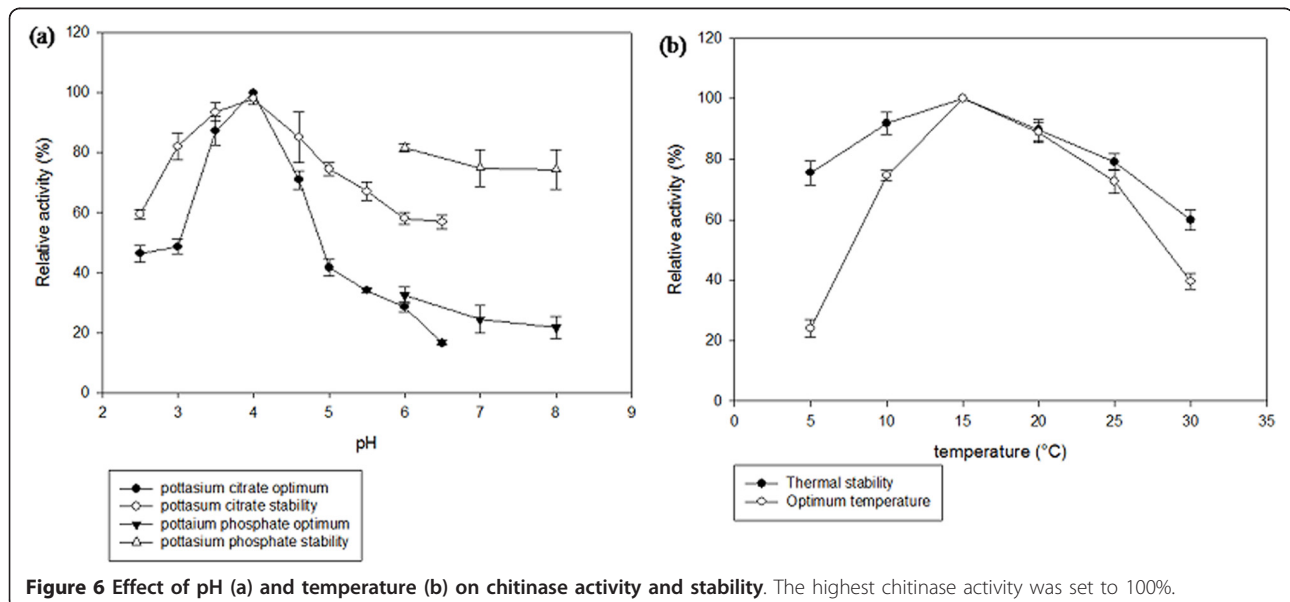 (a)
120
100
80
60
40
20
0
Relative activity (%)
2 3 4 5 6 7 8 9
pH
pottasium citrate optimum
pottasum citrate stability
pottaium phosphate optimum
pottasium phosphate stability
(b)
120
100
80
60
40
20
0
Relative activity (%)
0 5 10 15 20 25 30 35
temperature (°C)
Thermal stability
Optimum temperature
Figure 6 Effect of pH (a) and temperature (b) on chitinase activity and stability. The highest chitinase activity was set to 100%.